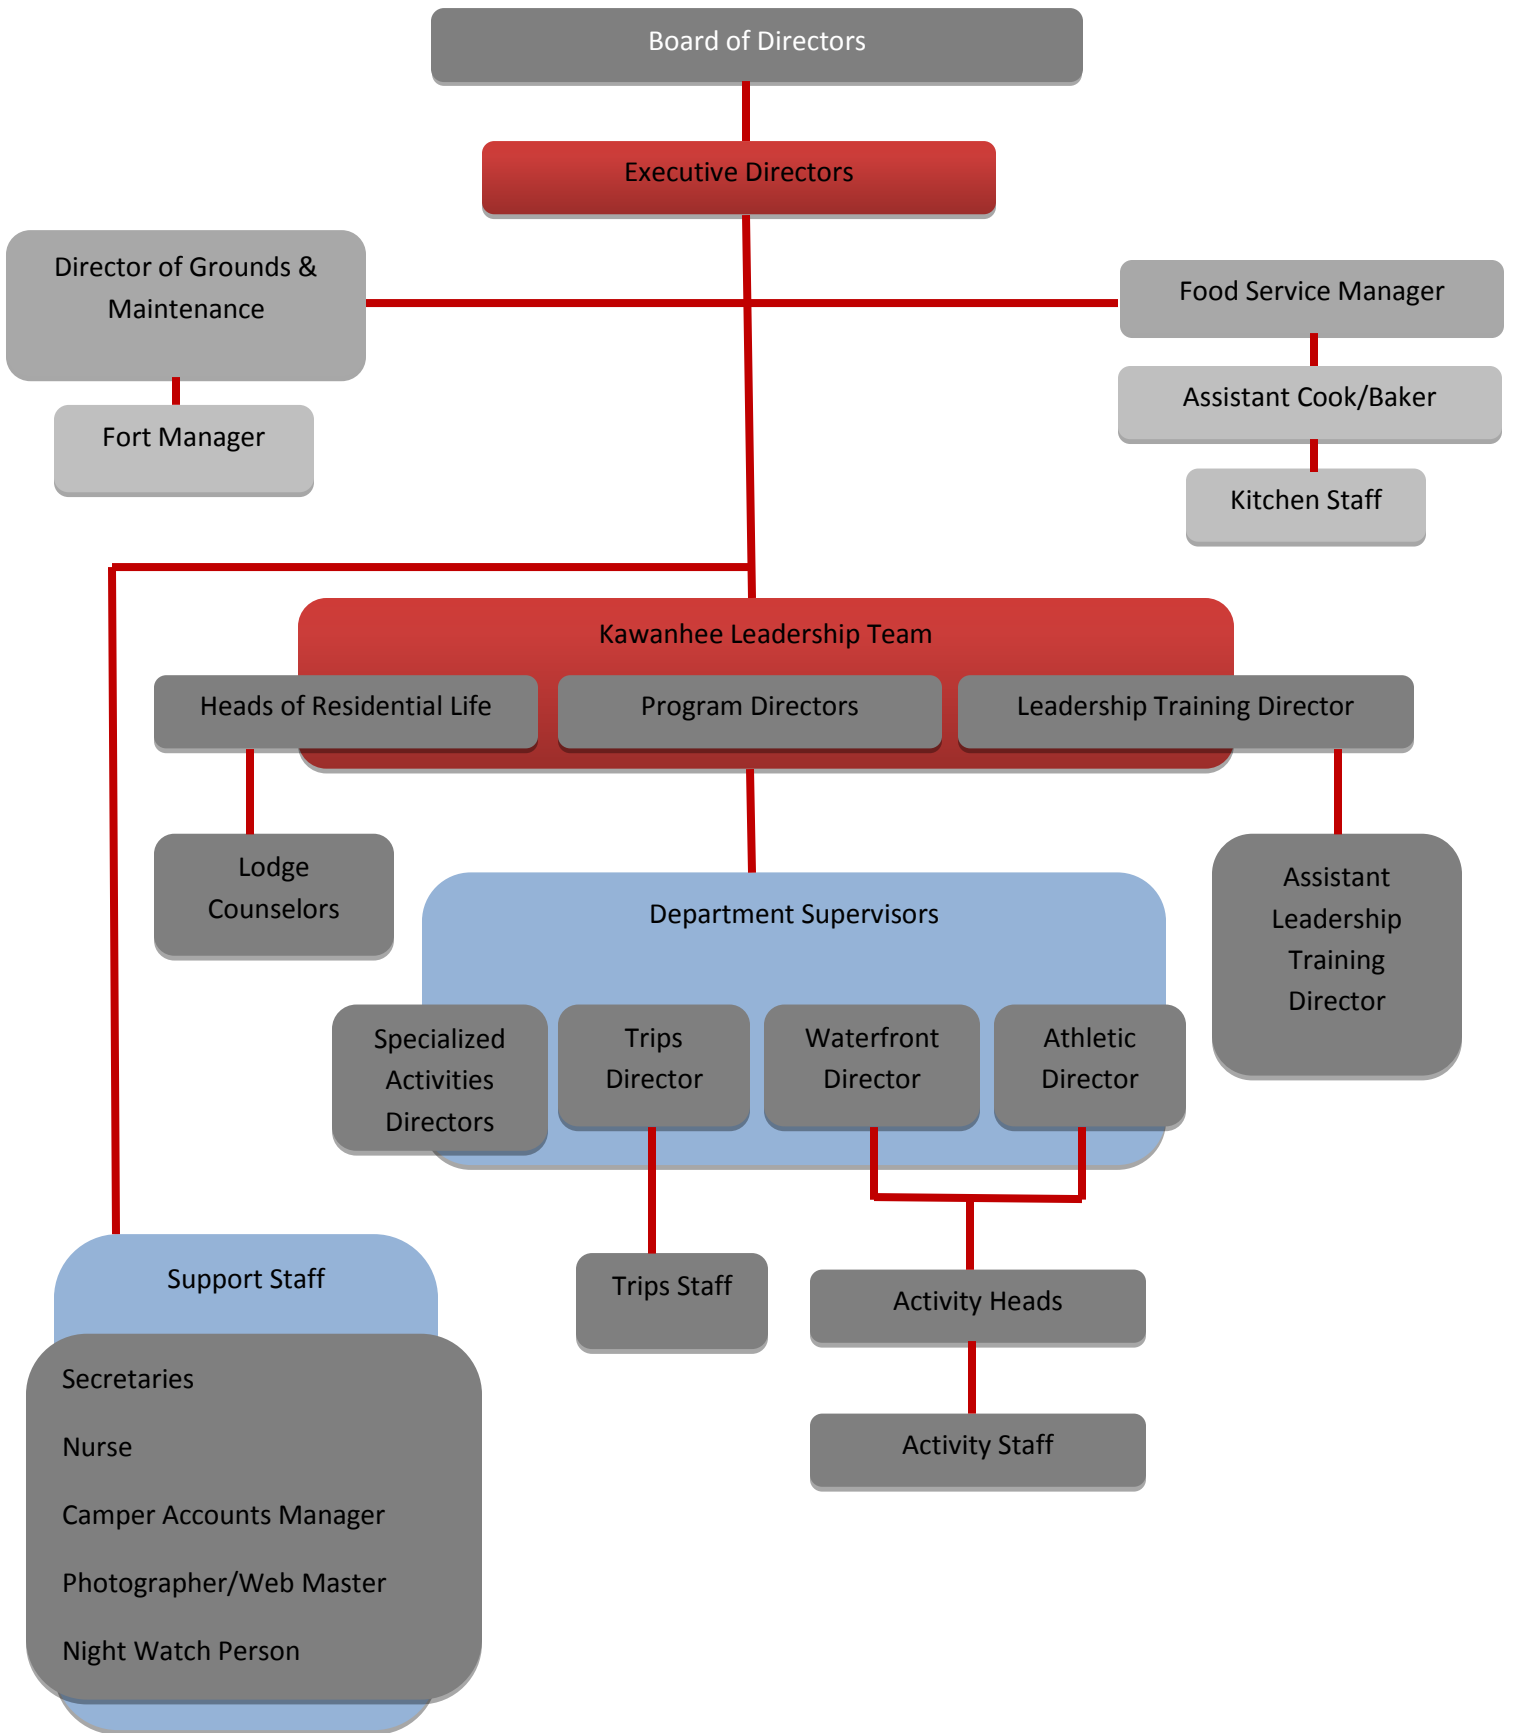 Board of Directors
Executive Directors
Director of Grounds &
Maintenance
Food Service Manager
Fort Manager
Assistant Cook/Baker
Kitchen Staff
Kawanhee Leadership Team
Heads of Residential Life
Program Directors
Leadership Training Director
Lodge
Counselors
Assistant
Leadership
Training
Director
Department Supervisors
Specialized
Activities
Directors
Trips
Director
Waterfront
Director
Athletic
Director
Trips Staff
Activity Heads
Activity Staff
Support Staff
Secretaries
Nurse
Camper Accounts Manager
Photographer/Web Master
Night Watch Person